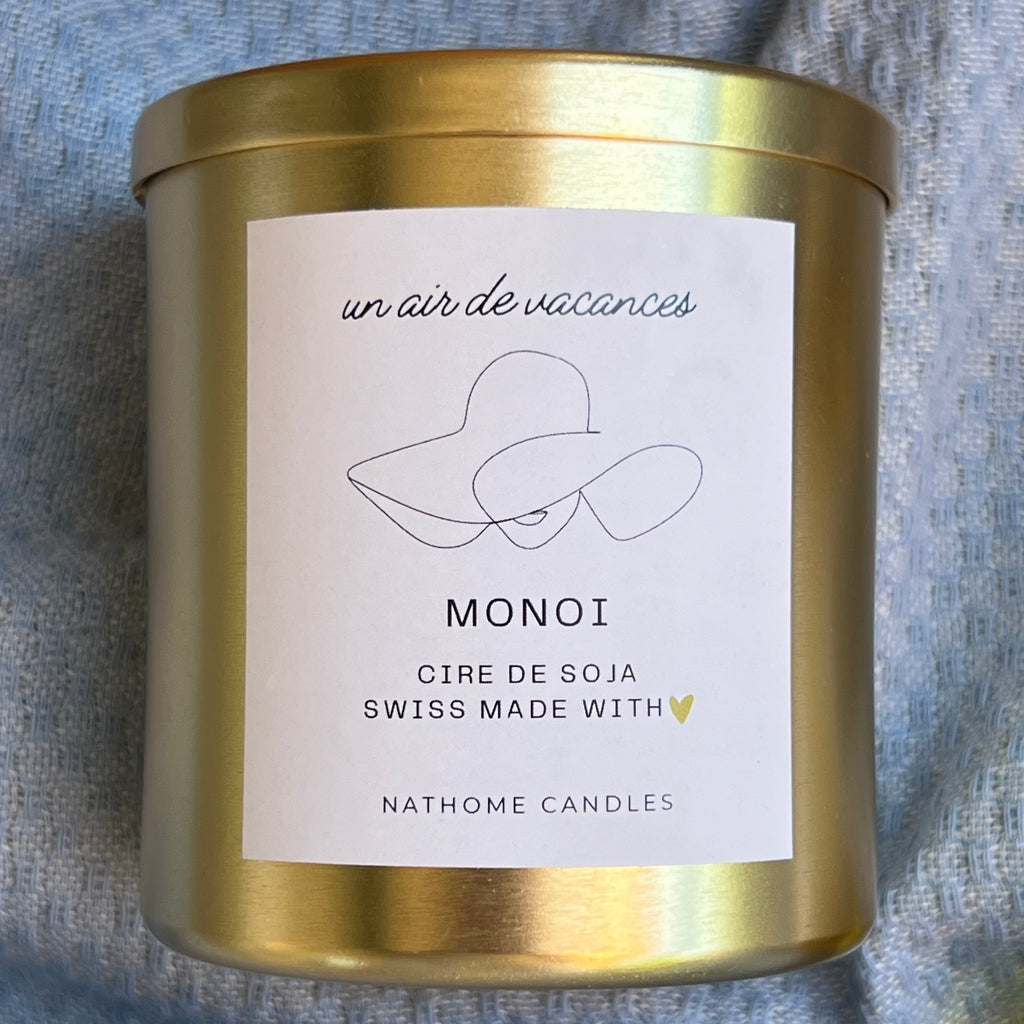 un air de vacances
MONOI
CIRE DE SOJA
SWISS MADE WITH💛
NATHOME CANDLES